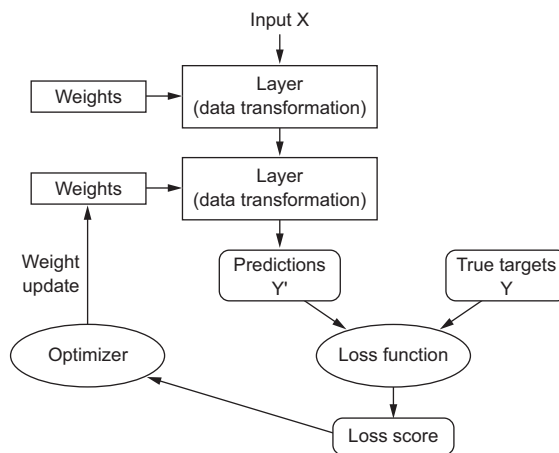 Input X
Layer
(data transformation)
Weights
Layer
(data transformation)
Weights
Weight
update
Predictions
Y'
True targets
Y
Optimizer
Loss function
Loss score